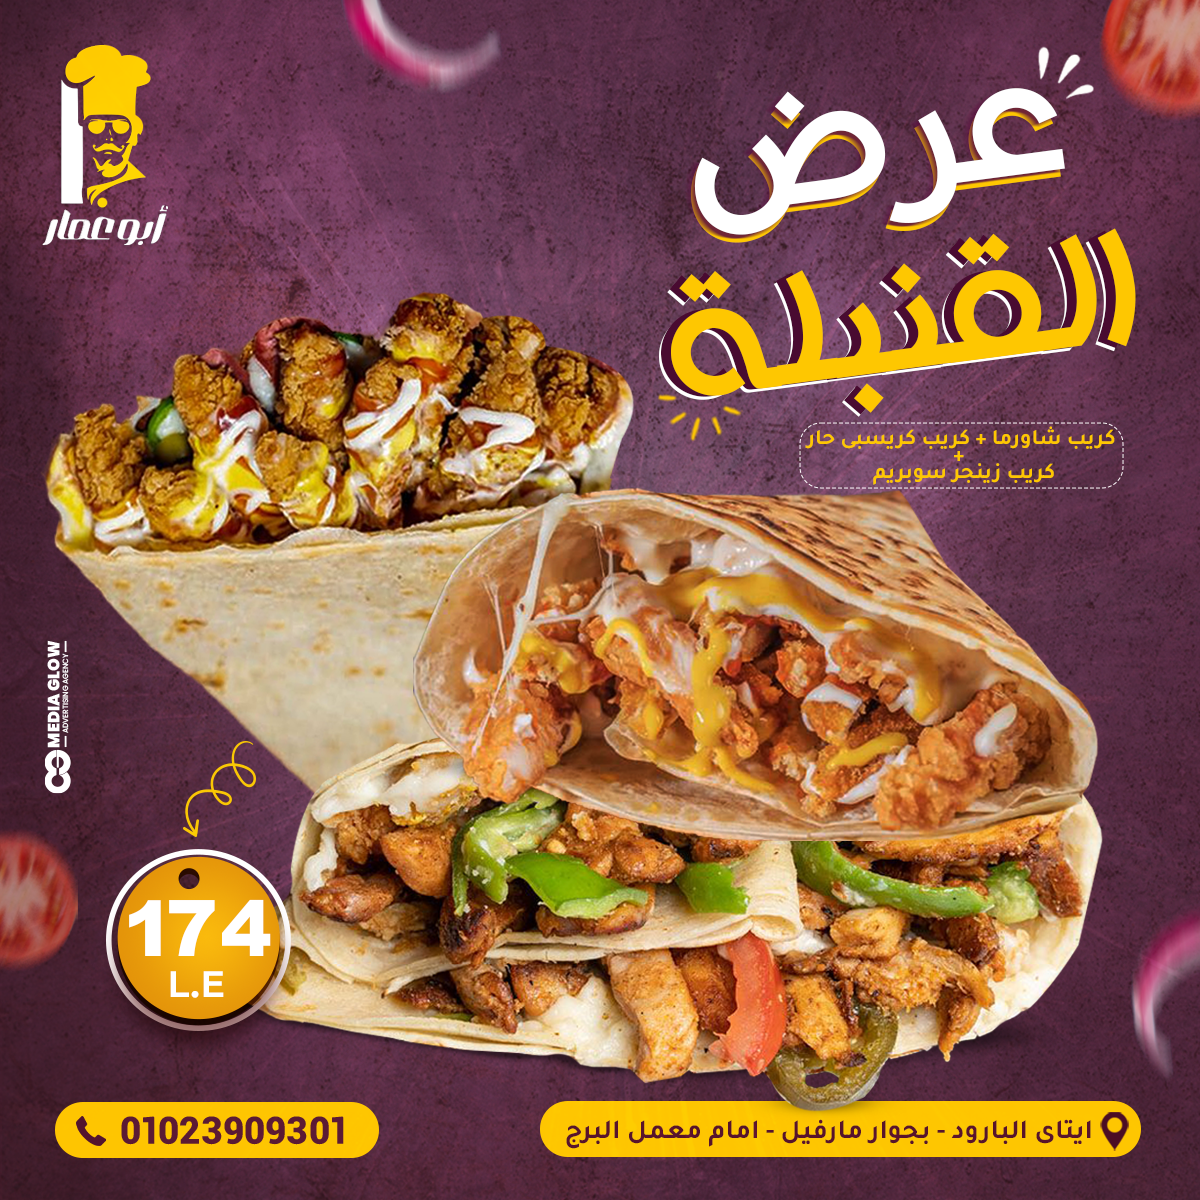 أبو عمار
عرض
القنبلة
كريب شاورما + كريب كريسبى حار
+
كريب زينجر سوبريم
MEDIA GLOW
ADVERTISING AGENCY
174
L.E
01023909301
ايتاى البارود - بجوار مارفيل - امام معمل البرج